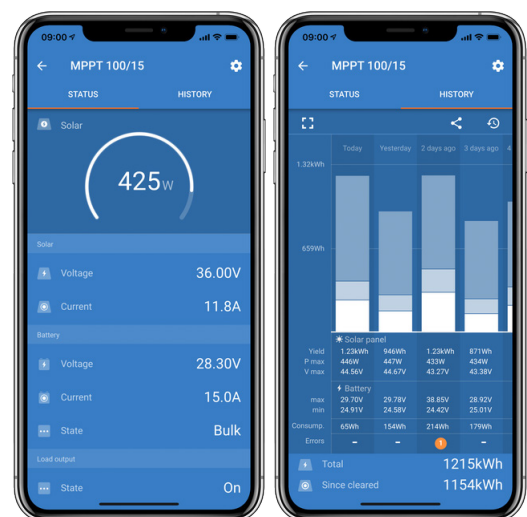 09:00
MPPT 100/15
STATUS HISTORY
Solar
425W
Solar
Voltage 36.00V
Current 11.8A
Battery
Voltage 28.30V
Current 15.0A
State Bulk
Load output
State On
09:00
MPPT 100/15
STATUS HISTORY
Today Yesterday 2 days ago 3 days ago 4
1.32kWh
659Wh
Solar panel
Yield 1.23kWh 946Wh 1.23kWh 871Wh
P max 446W 447W 433W 434W
V max 44.56V 44.67V 43.27V 43.38V
Battery
max 29.70V 29.78V 38.85V 28.92V
min 24.91V 24.58V 24.42V 25.01V
Consump. 65Wh 154Wh 214Wh 179Wh
Errors – – 1 –
Total 1215kWh
Since cleared 1154kWh